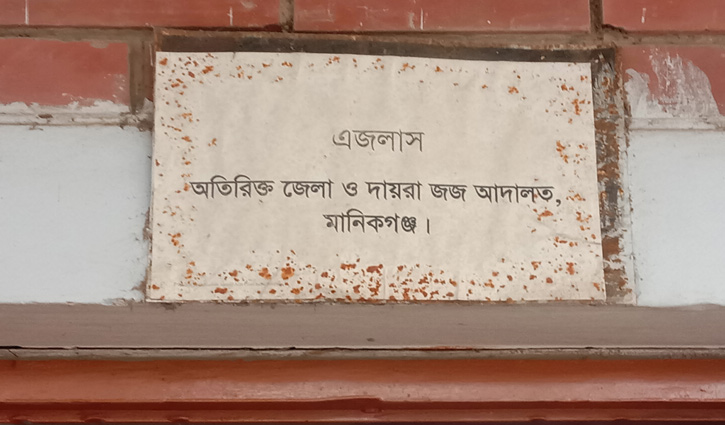 এজলাস
অতিরিক্ত জেলা ও দায়রা জজ আদালত,
মানিকগঞ্জ।